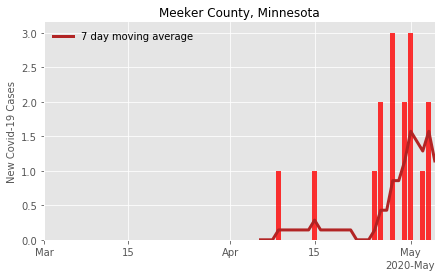 Meeker County, Minnesota
7 day moving average
New Covid-19 Cases
3.0
2.5
2.0
1.5
1.0
0.5
0.0
Mar
15
Apr
15
May
2020-May